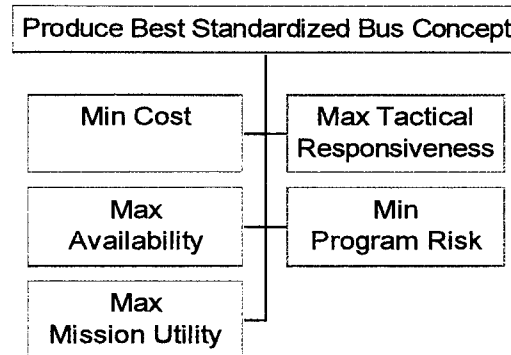 Produce Best Standardized Bus Concept
Min Cost
Max Tactical
Responsiveness
Max
Availability
Min
Program Risk
Max
Mission Utility